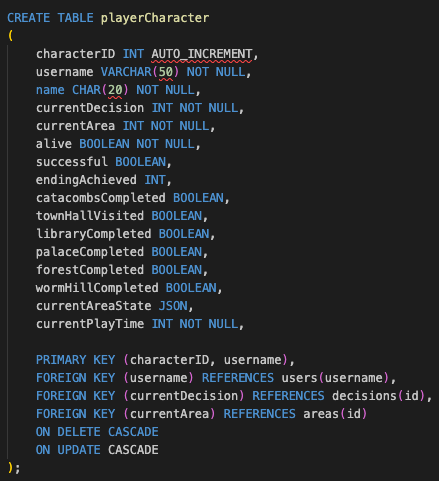 CREATE TABLE playerCharacter
(
characterID INT AUTO_INCREMENT,
username VARCHAR(50) NOT NULL,
name CHAR(20) NOT NULL,
currentDecision INT NOT NULL,
currentArea INT NOT NULL,
alive BOOLEAN NOT NULL,
successful BOOLEAN,
endingAchieved INT,
catacombsCompleted BOOLEAN,
townHallVisited BOOLEAN,
libraryCompleted BOOLEAN,
palaceCompleted BOOLEAN,
forestCompleted BOOLEAN,
wormHillCompleted BOOLEAN,
currentAreaState JSON,
currentPlayTime INT NOT NULL,
PRIMARY KEY (characterID, username),
FOREIGN KEY (username) REFERENCES users(username),
FOREIGN KEY (currentDecision) REFERENCES decisions(id),
FOREIGN KEY (currentArea) REFERENCES areas(id)
ON DELETE CASCADE
ON UPDATE CASCADE
);